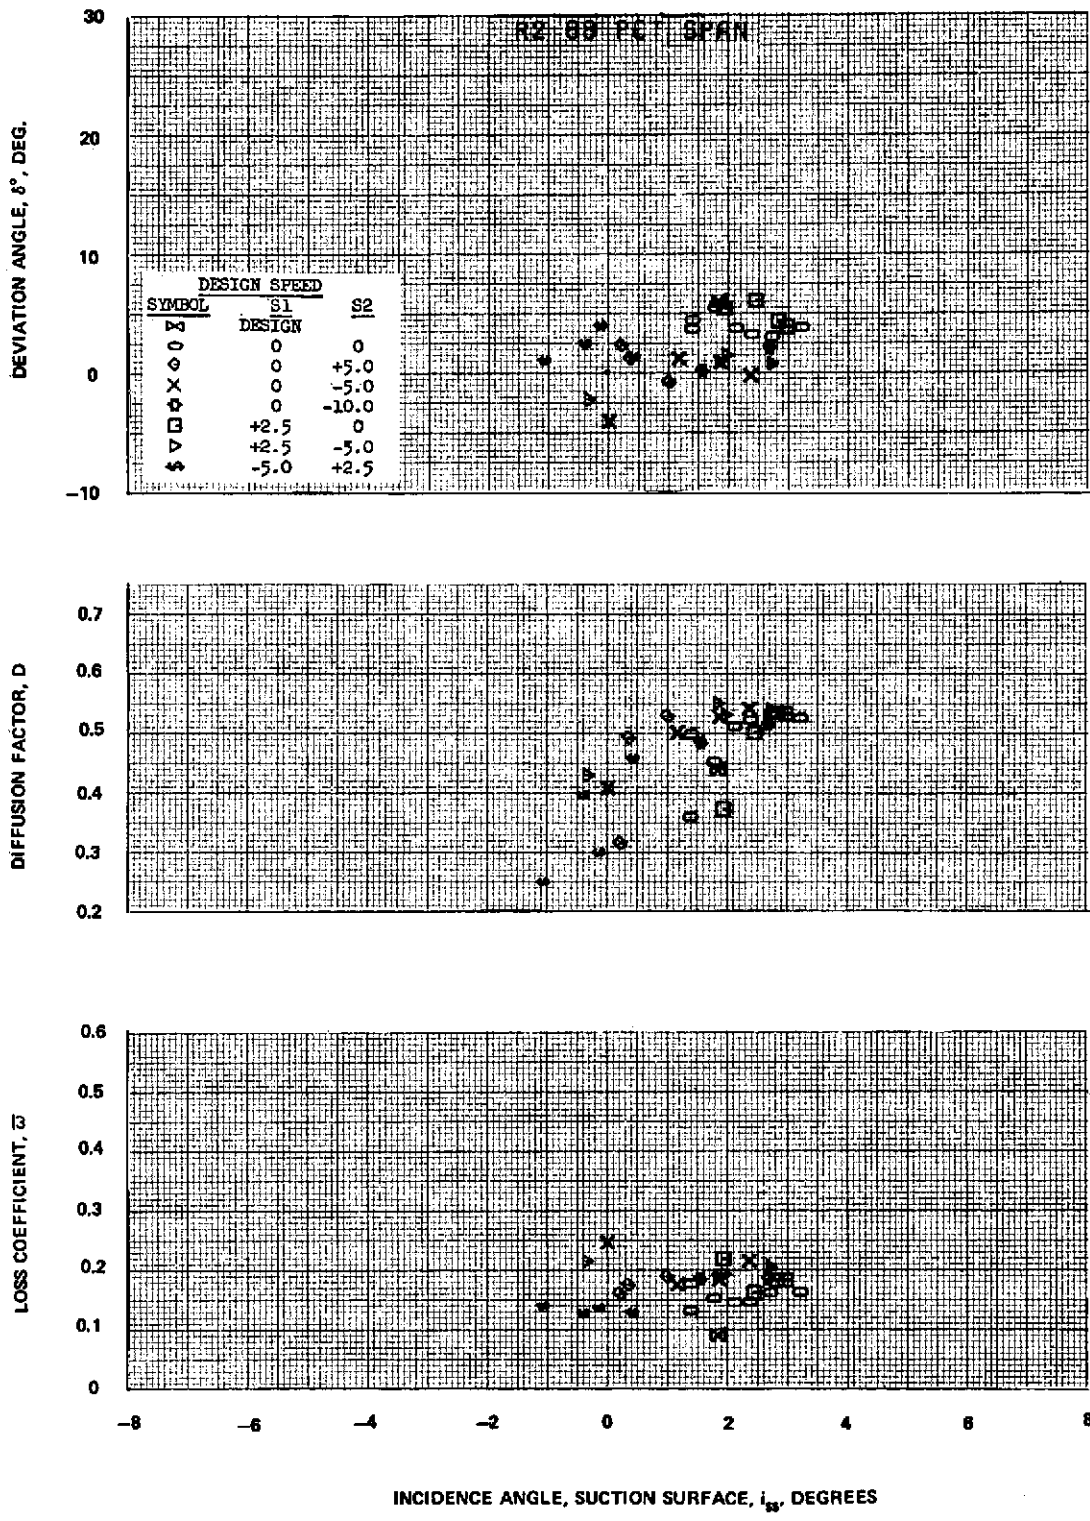 R2 88 PCT SPAN
30
20
10
0
−10
DEVIATION ANGLE, δ°, DEG.
DESIGN SPEED
SYMBOL S1 S2
DESIGN
0 0
0 +5.0
0 -5.0
0 -10.0
+2.5 0
+2.5 -5.0
-5.0 +2.5
0.7
0.6
0.5
0.4
0.3
0.2
DIFFUSION FACTOR, D
0.6
0.5
0.4
0.3
0.2
0.1
0
LOSS COEFFICIENT, ω̄
−8 −6 −4 −2 0 2 4 6 8
INCIDENCE ANGLE, SUCTION SURFACE, iss, DEGREES